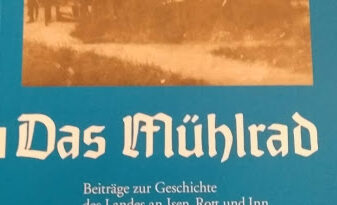 Das Mühlrad
Beiträge zur Geschichte
des Landes an Isen, Rott und Inn